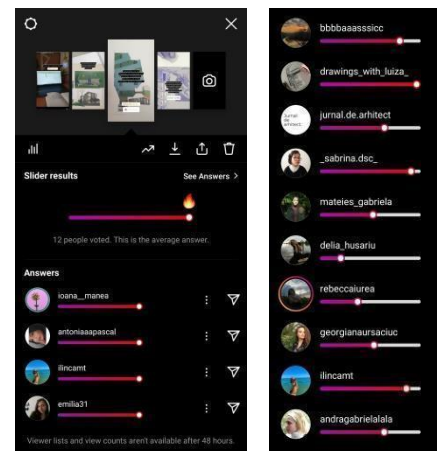 Slider results
See Answers >
12 people voted. This is the average answer.
Answers
ioana__manea
antoniaaapascal
ilincamt
emilia31
Viewer lists and view counts aren't available after 48 hours.
bbbbaaasssicc
drawings_with_luiza_
jurnal.de.arhitect
_sabrina.dsc_
mateies_gabriela
delia_husariu
rebeccaiurea
georgianaursaciuc
ilincamt
andragabrielalala